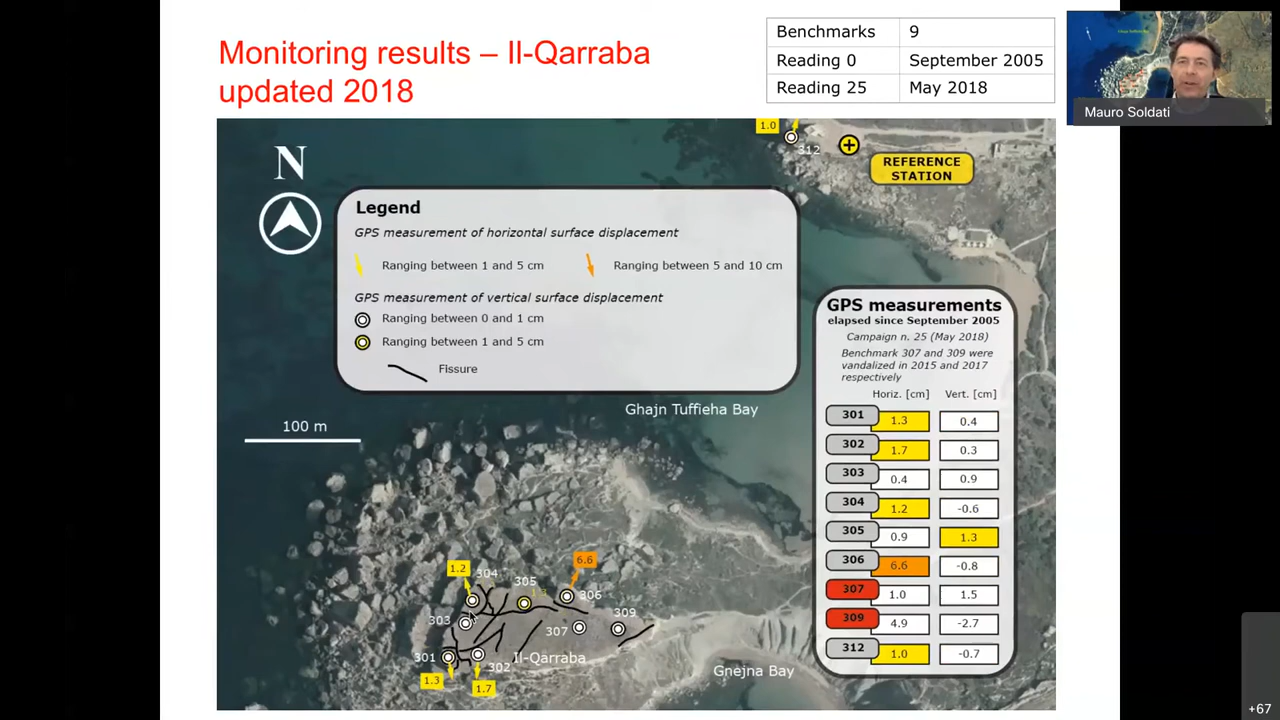 Monitoring results – Il-Qarraba
updated 2018
Benchmarks 9
Reading 0 September 2005
Reading 25 May 2018
Mauro Soldati
1.0
312
REFERENCE
STATION
N
Legend
GPS measurement of horizontal surface displacement
Ranging between 1 and 5 cm Ranging between 5 and 10 cm
GPS measurement of vertical surface displacement
Ranging between 0 and 1 cm
Ranging between 1 and 5 cm
Fissure
GPS measurements
elapsed since September 2005
Campaign n. 25 (May 2018)
Benchmark 307 and 309 were
vandalized in 2015 and 2017
respectively
Horiz. [cm] Vert. [cm]
301 1.3 0.4
302 1.7 0.3
303 0.4 0.9
304 1.2 -0.6
305 0.9 1.3
306 6.6 -0.8
307 1.0 1.5
309 4.9 -2.7
312 1.0 -0.7
Ghajn Tuffieha Bay
100 m
6.6
1.2
304
305
1.3
306
309
303
307
301
302
Il-Qarraba
1.3
1.7
Gnejna Bay
+67